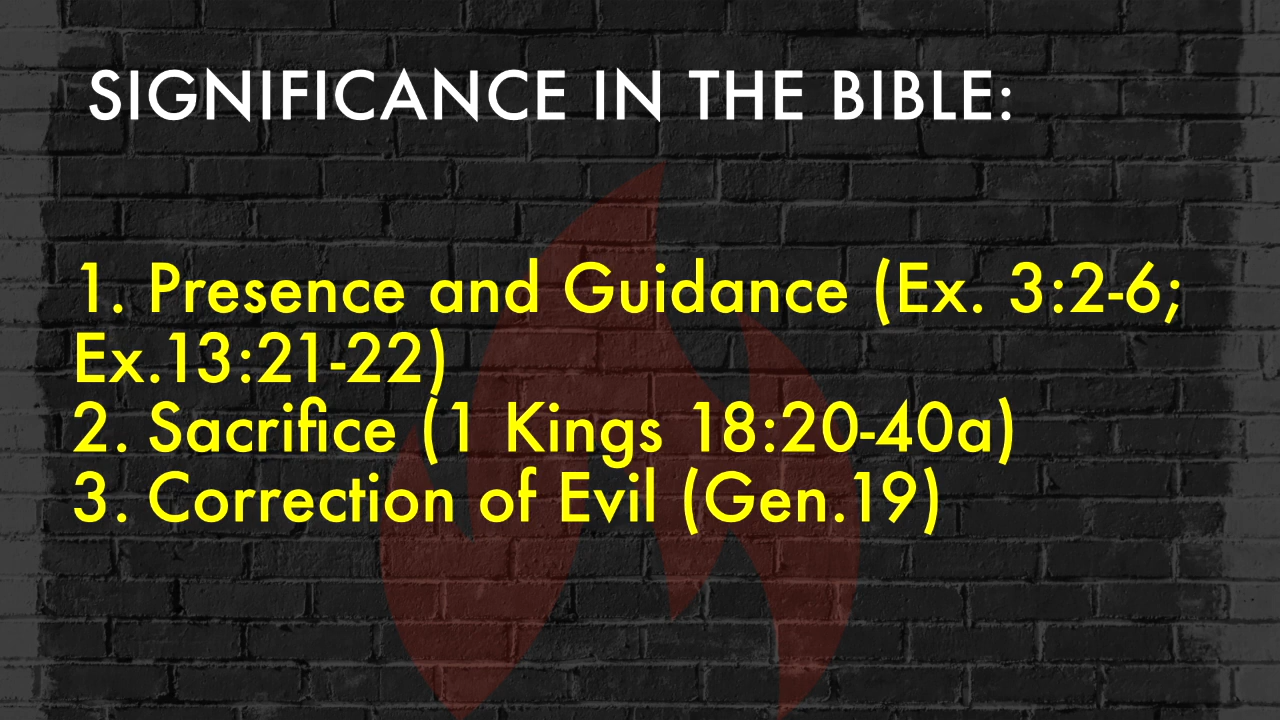 SIGNIFICANCE IN THE BIBLE:
1. Presence and Guidance (Ex. 3:2-6;
Ex.13:21-22)
2. Sacrifice (1 Kings 18:20-40a)
3. Correction of Evil (Gen.19)